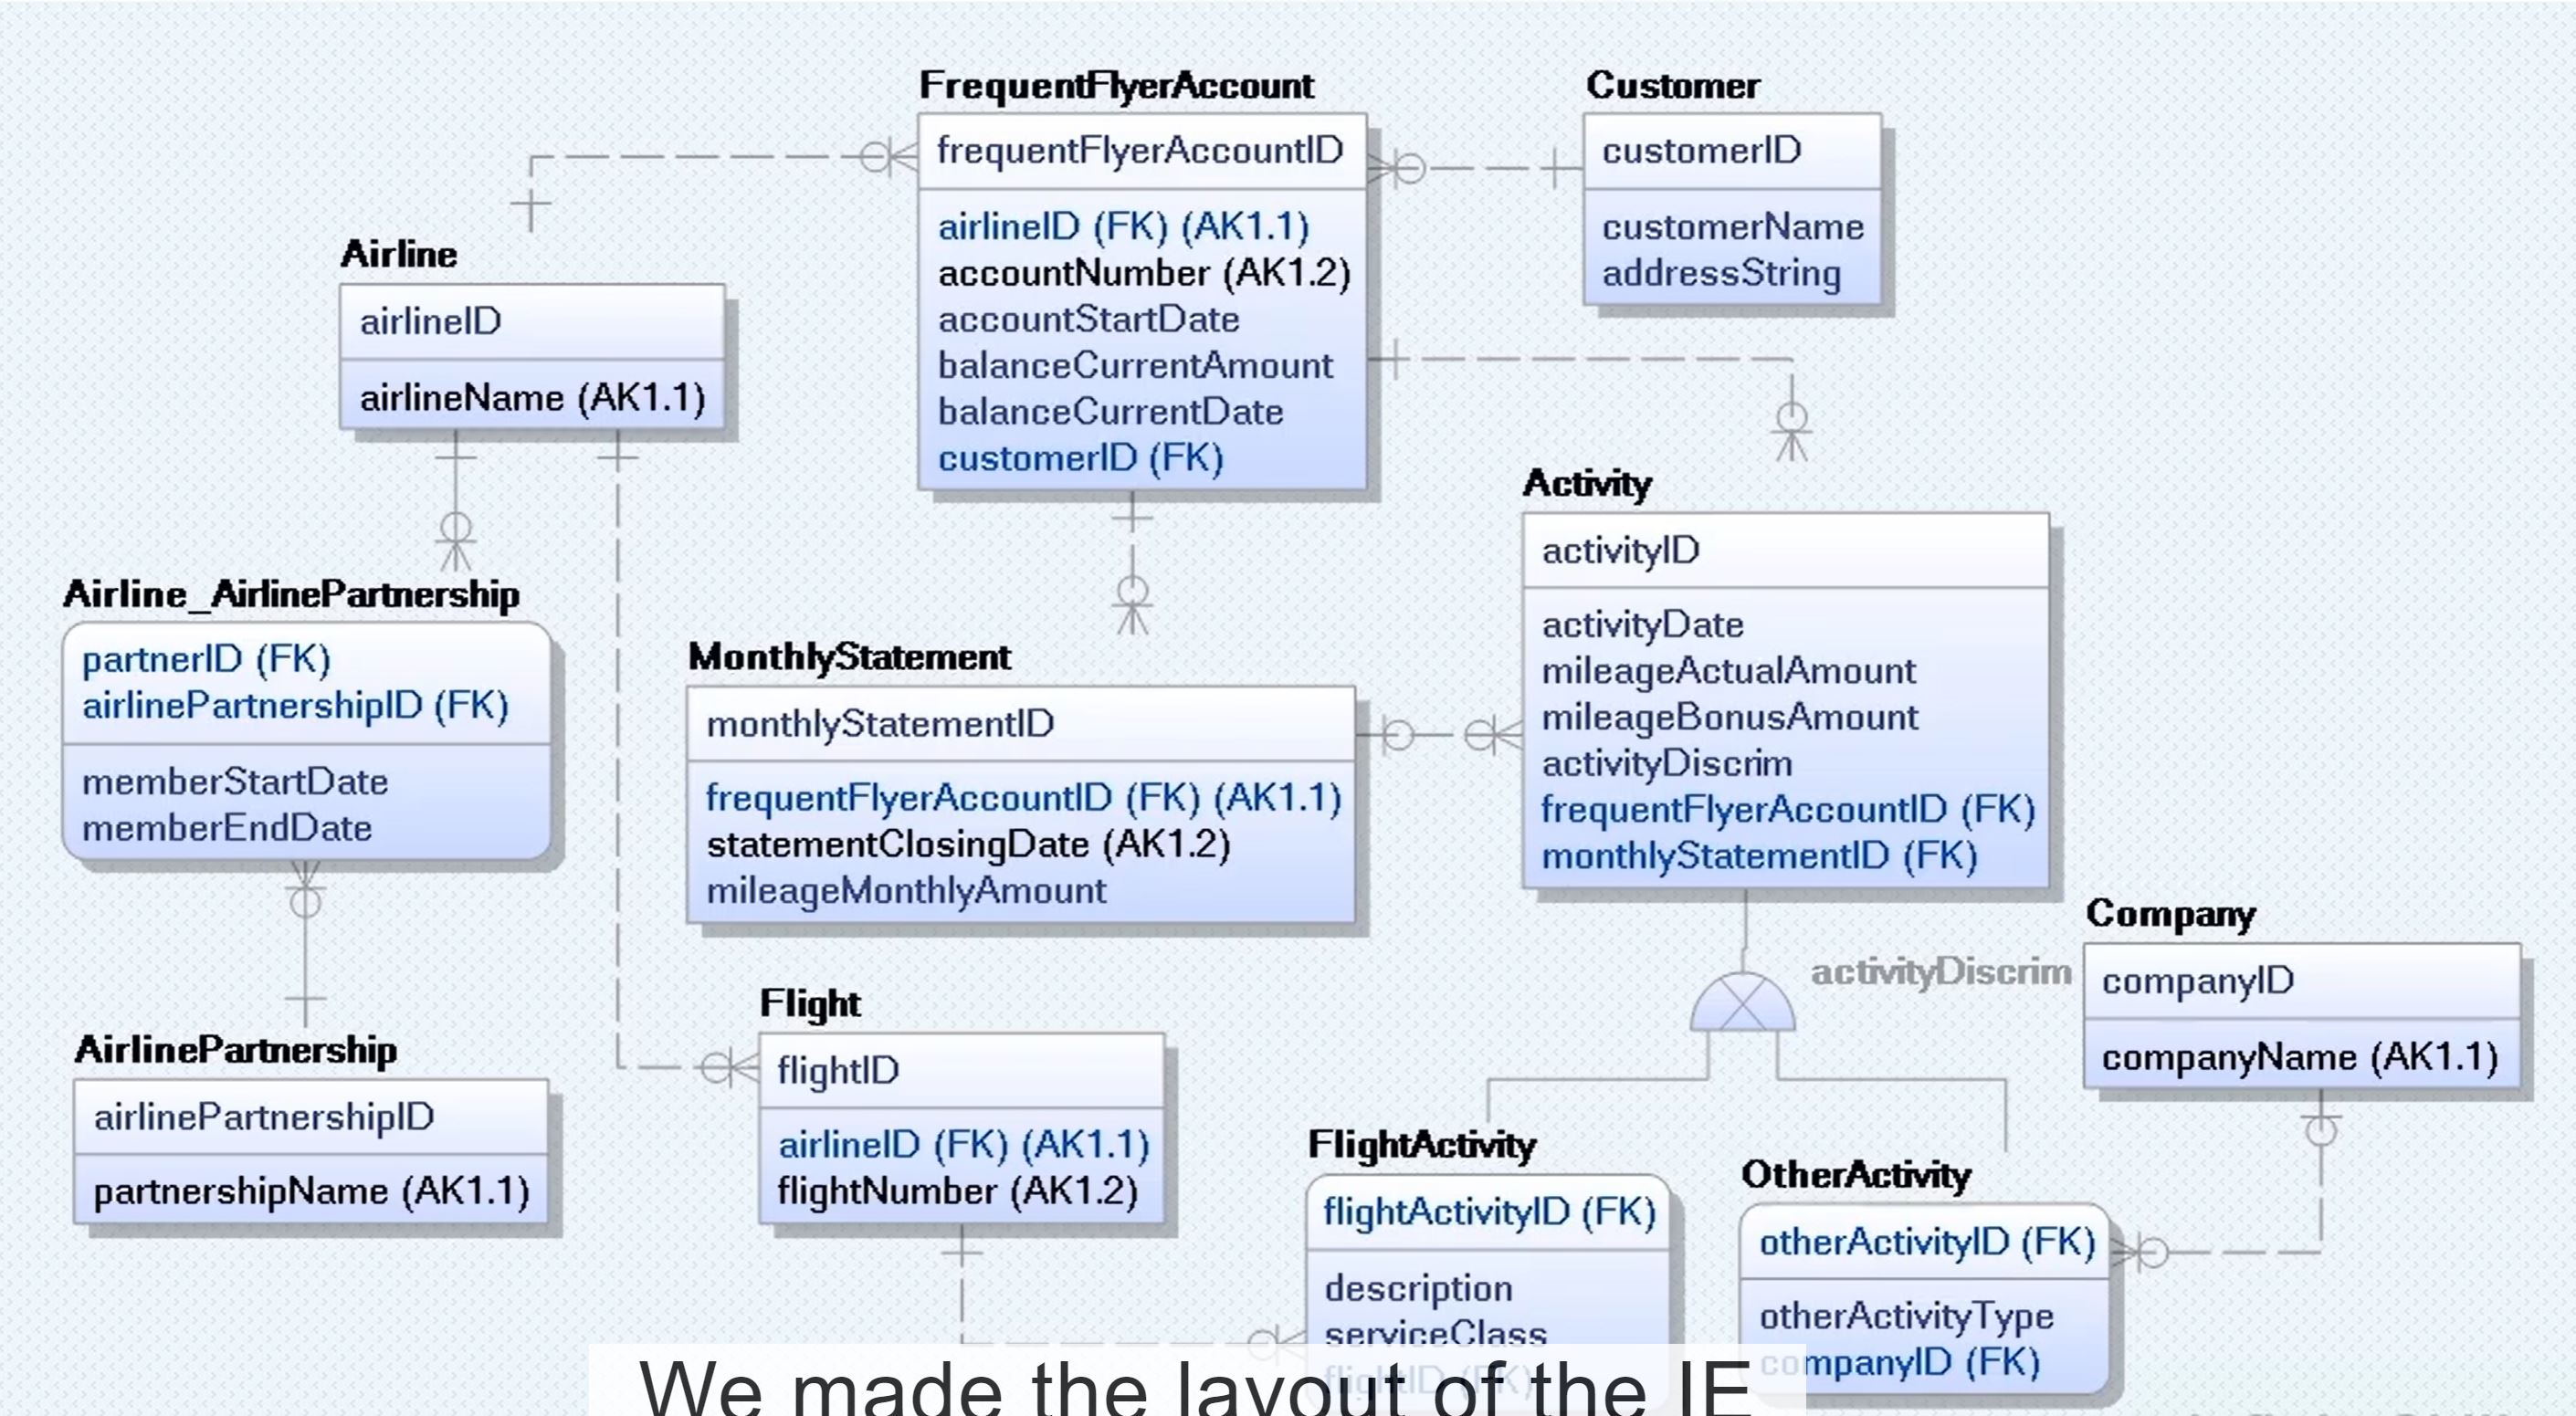 FrequentFlyerAccount
frequentFlyerAccountID
airlineID (FK) (AK1.1)
accountNumber (AK1.2)
accountStartDate
balanceCurrentAmount
balanceCurrentDate
customerID (FK)
Customer
customerID
customerName
addressString
Airline
airlineID
airlineName (AK1.1)
Activity
activityID
activityDate
mileageActualAmount
mileageBonusAmount
activityDiscrim
frequentFlyerAccountID (FK)
monthlyStatementID (FK)
Airline_AirlinePartnership
partnerID (FK)
airlinePartnershipID (FK)
memberStartDate
memberEndDate
MonthlyStatement
monthlyStatementID
frequentFlyerAccountID (FK) (AK1.1)
statementClosingDate (AK1.2)
mileageMonthlyAmount
activityDiscrim
Company
companyID
companyName (AK1.1)
AirlinePartnership
airlinePartnershipID
partnershipName (AK1.1)
Flight
flightID
airlineID (FK) (AK1.1)
flightNumber (AK1.2)
FlightActivity
flightActivityID (FK)
description
serviceClass
flightID (FK)
OtherActivity
otherActivityID (FK)
otherActivityType
companyID (FK)
We made the layout of the IE